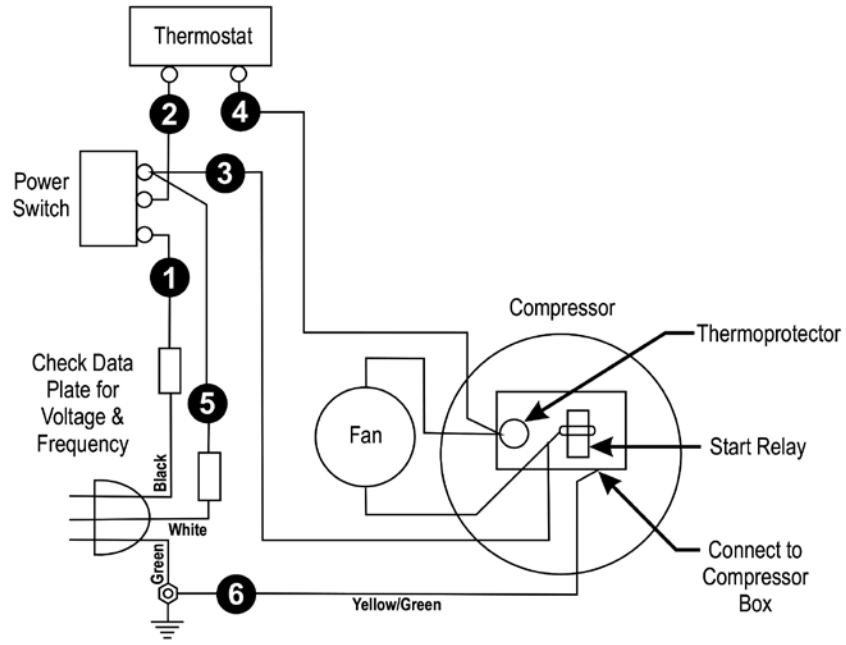 Thermostat
2
4
Power
Switch
3
1
Compressor
Thermoprotector
Check Data
Plate for
Voltage &
Frequency
5
Fan
Start Relay
Black
White
Green
6
Yellow/Green
Connect to
Compressor
Box